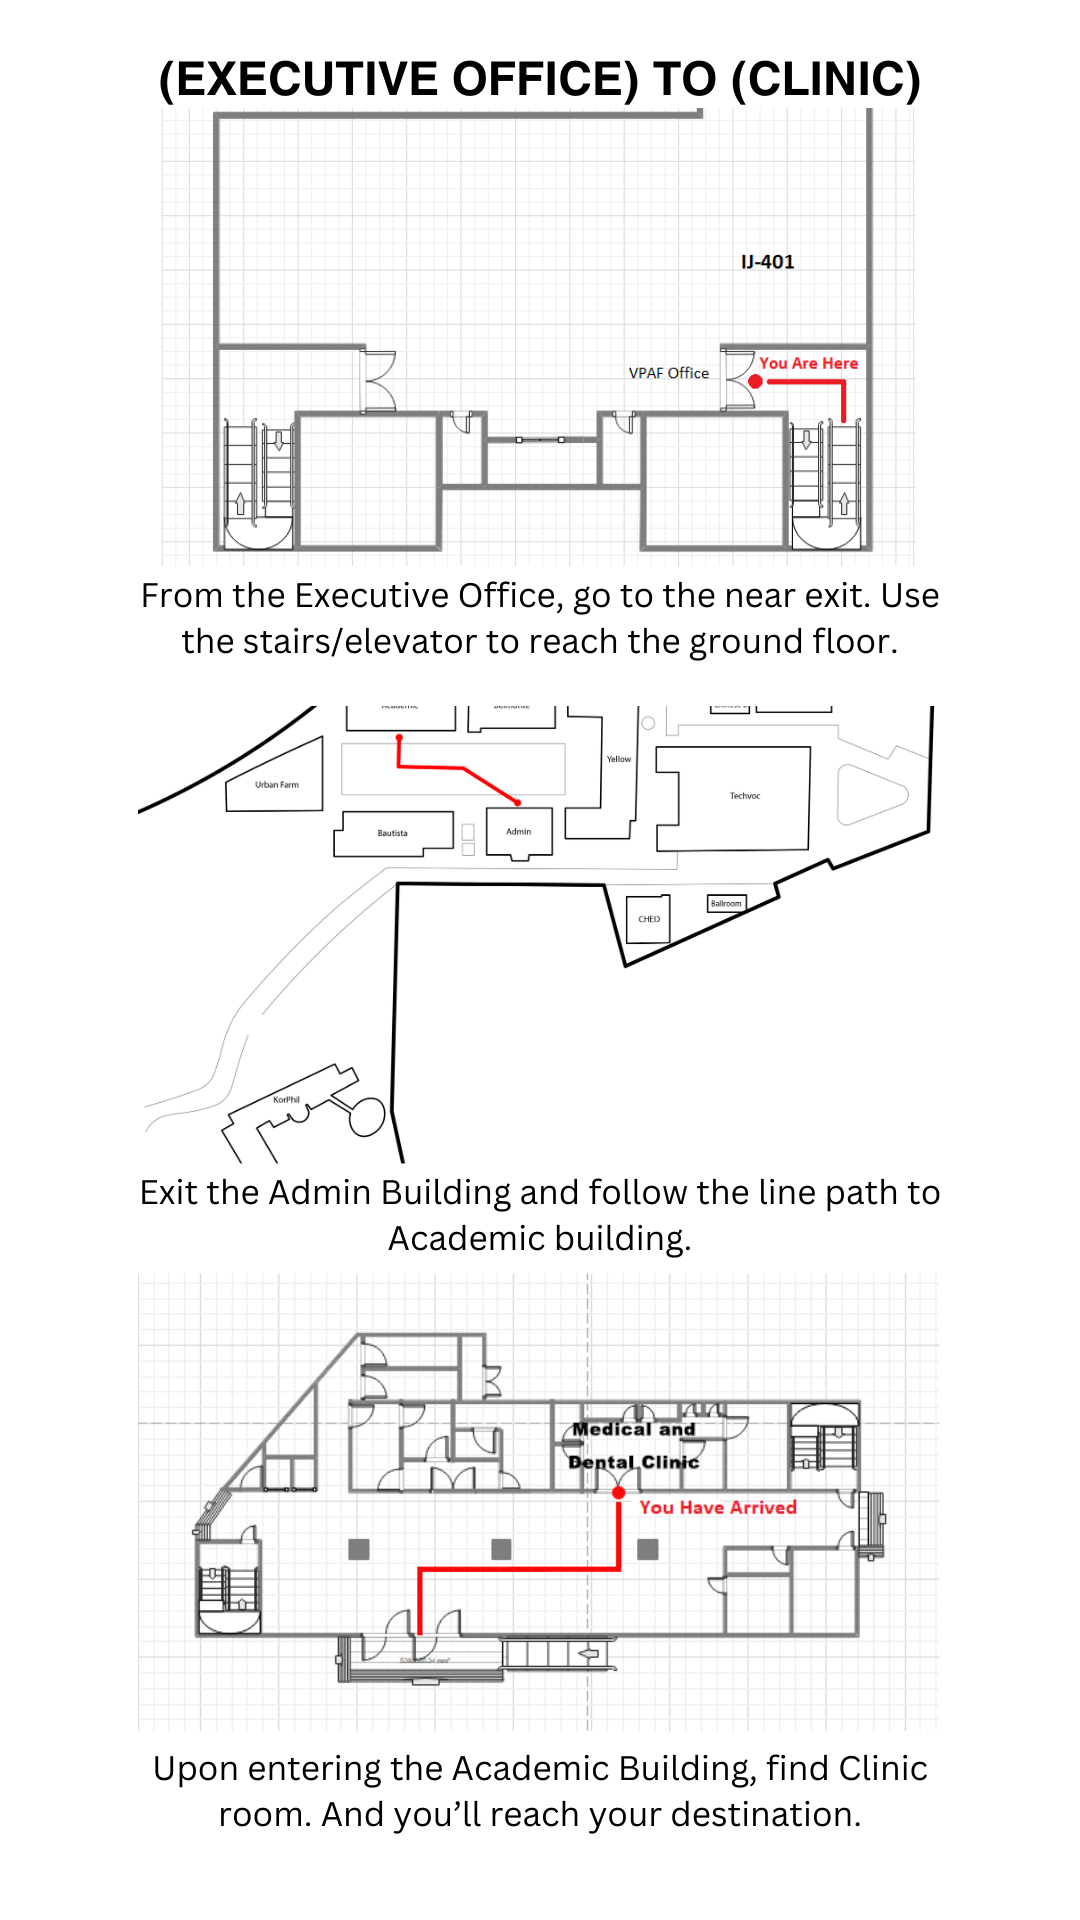 (EXECUTIVE OFFICE) TO (CLINIC)
IJ-401
You Are Here
VPAF Office
From the Executive Office, go to the near exit. Use
the stairs/elevator to reach the ground floor.
Academic
Belmonte
Yellow
Urban Farm
Techvoc
Bautista
Admin
CHED
Ballroom
KorPhil
Exit the Admin Building and follow the line path to
Academic building.
Medical and
Dental Clinic
You Have Arrived
Upon entering the Academic Building, find Clinic
room. And you’ll reach your destination.